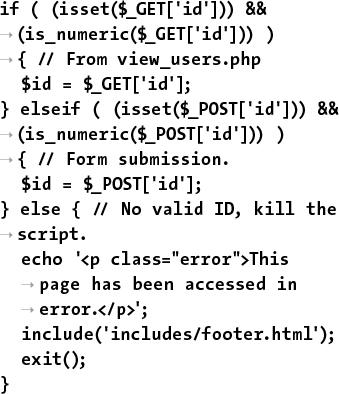 if ( (isset($_GET['id'])) &&
→(is_numeric($_GET['id'])) )
→{ // From view_users.php
$id = $_GET['id'];
} elseif ( (isset($_POST['id'])) &&
→(is_numeric($_POST['id'])) )
→{ // Form submission.
$id = $_POST['id'];
} else { // No valid ID, kill the
→script.
echo '<p class="error">This
→page has been accessed in
→error.</p>';
include('includes/footer.html');
exit();
}